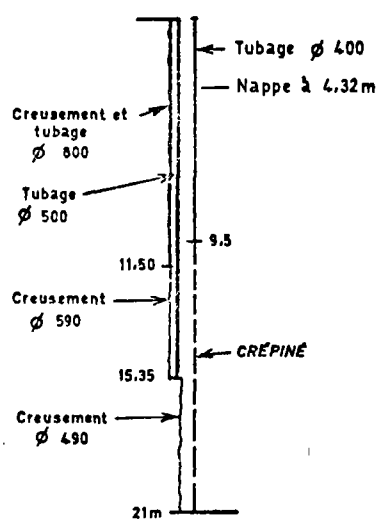 Tubage Ø 400
Nappe à 4,32m
Creusement et
tubage
Ø 800
Tubage
Ø 500
9.5
11.50
Creusement
Ø 590
CRÉPINÉ
15.35
Creusement
Ø 490
21m